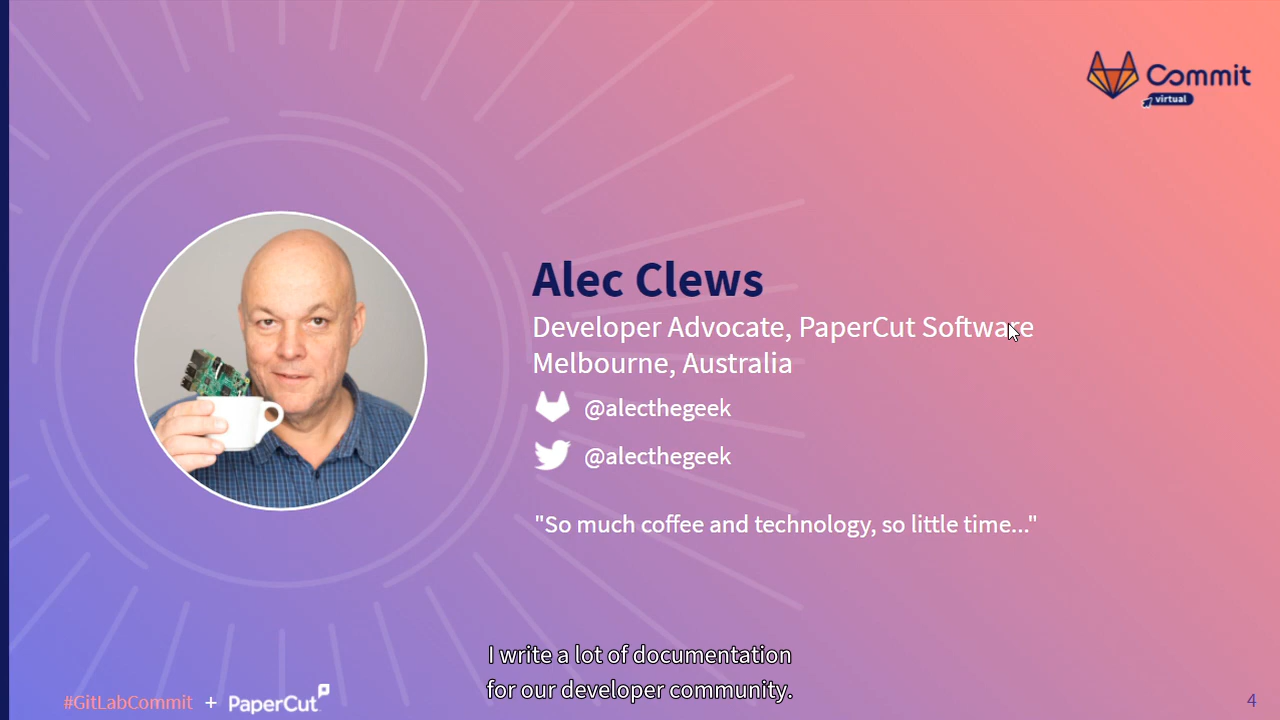 Commit
virtual
Alec Clews
Developer Advocate, PaperCut Software
Melbourne, Australia
@alecthegeek
@alecthegeek
"So much coffee and technology, so little time..."
I write a lot of documentation
for our developer community.
#GitLabCommit + PaperCut
4